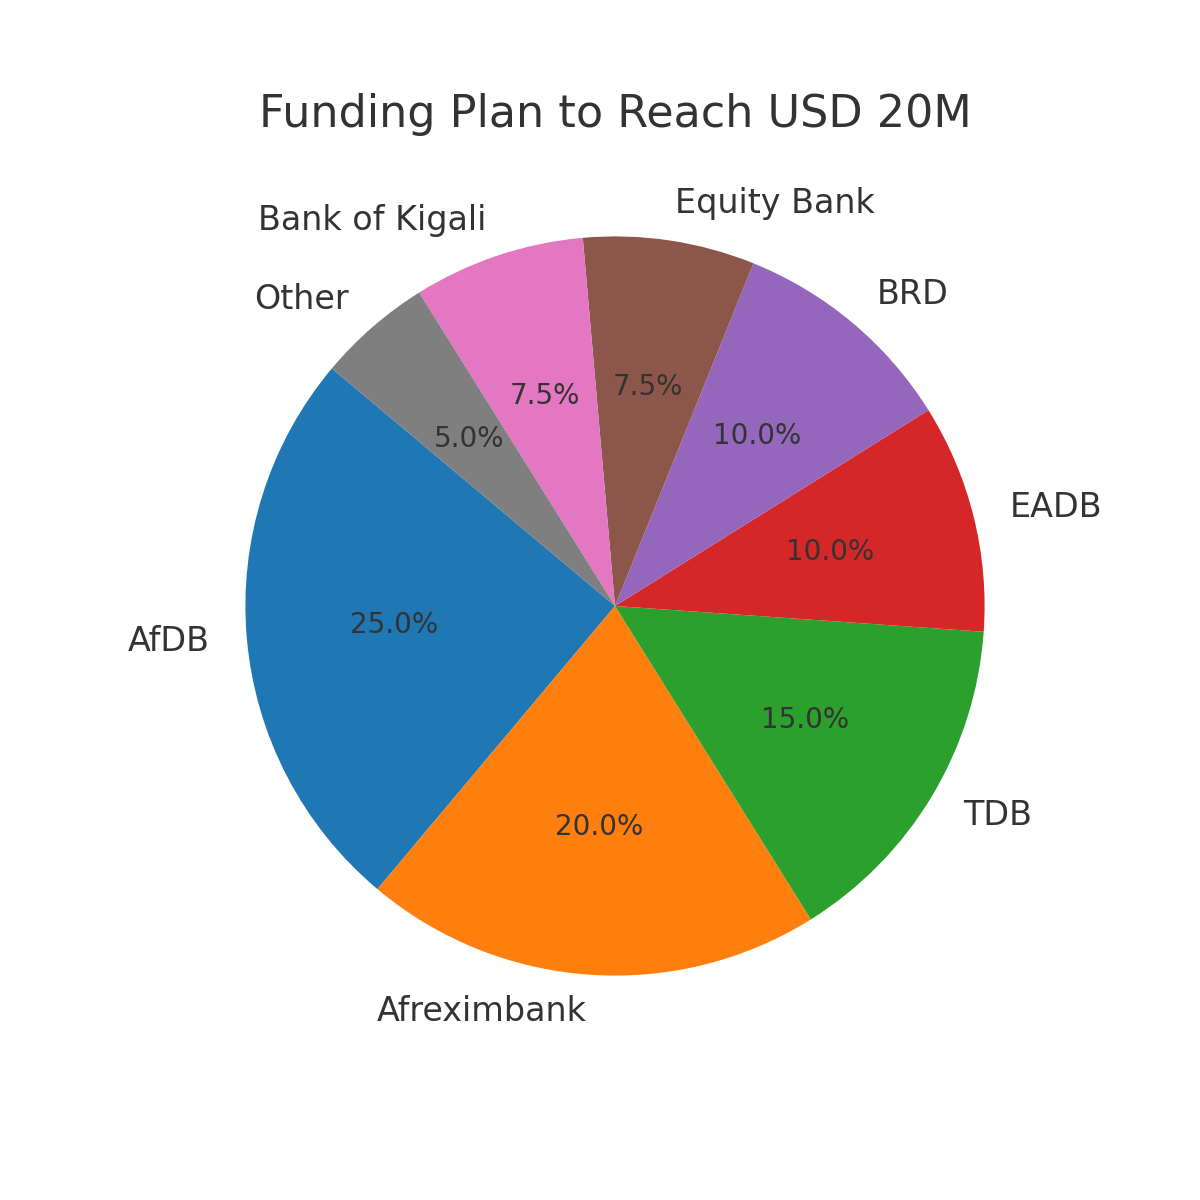 Funding Plan to Reach USD 20M
Equity Bank
Bank of Kigali
BRD
Other
7.5%
7.5%
10.0%
5.0%
EADB
10.0%
25.0%
AfDB
15.0%
TDB
20.0%
Afreximbank